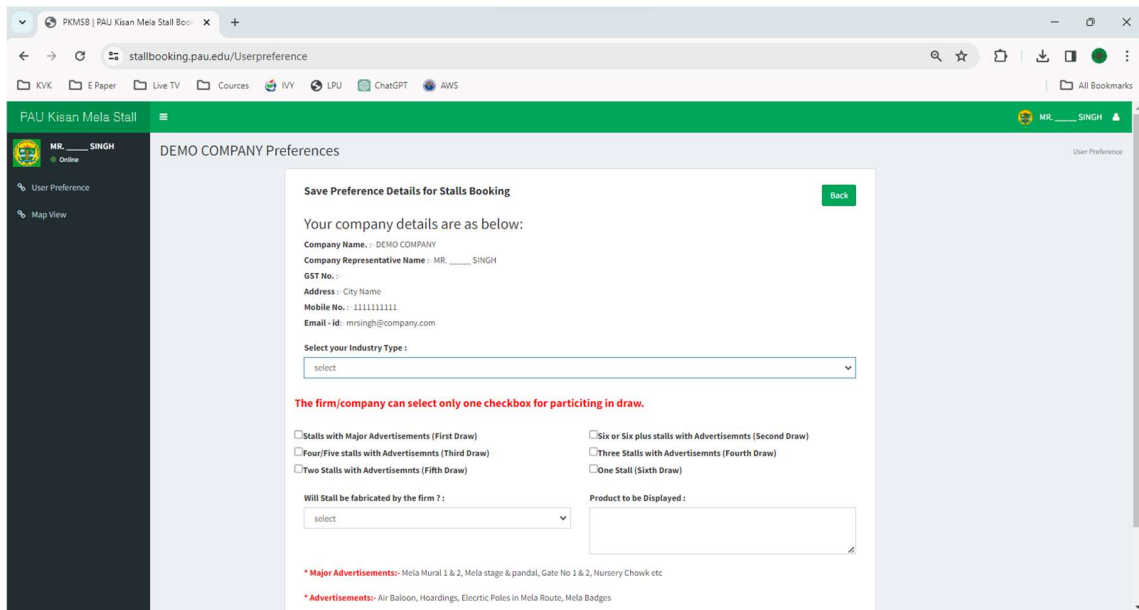 PKMSB | PAU Kisan Mela Stall Boo
stallbooking.pau.edu/Userpreference
KVK E Paper Live TV Cources IVY LPU ChatGPT AWS All Bookmarks
PAU Kisan Mela Stall MR. _____ SINGH
MR. _____ SINGH
Online
DEMO COMPANY Preferences User Preference
User Preference
Map View
Save Preference Details for Stalls Booking Back
Your company details are as below:
Company Name. :- DEMO COMPANY
Company Representative Name :- MR. _____ SINGH
GST No. :-
Address :- City Name
Mobile No. :- 1111111111
Email - id:- mrsingh@company.com
Select your Industry Type :
select
The firm/company can select only one checkbox for particiting in draw.
Stalls with Major Advertisements (First Draw) Six or Six plus stalls with Advertisemnts (Second Draw)
Four/Five stalls with Advertisemnts (Third Draw) Three Stalls with Advertisemnts (Fourth Draw)
Two Stalls with Advertisemnts (Fifth Draw) One Stall (Sixth Draw)
Will Stall be fabricated by the firm ? : Product to be Displayed :
select
* Major Advertisements:- Mela Mural 1 & 2, Mela stage & pandal, Gate No 1 & 2, Nursery Chowk etc
* Advertisements:- Air Baloon, Hoardings, Elecrtic Poles in Mela Route, Mela Badges